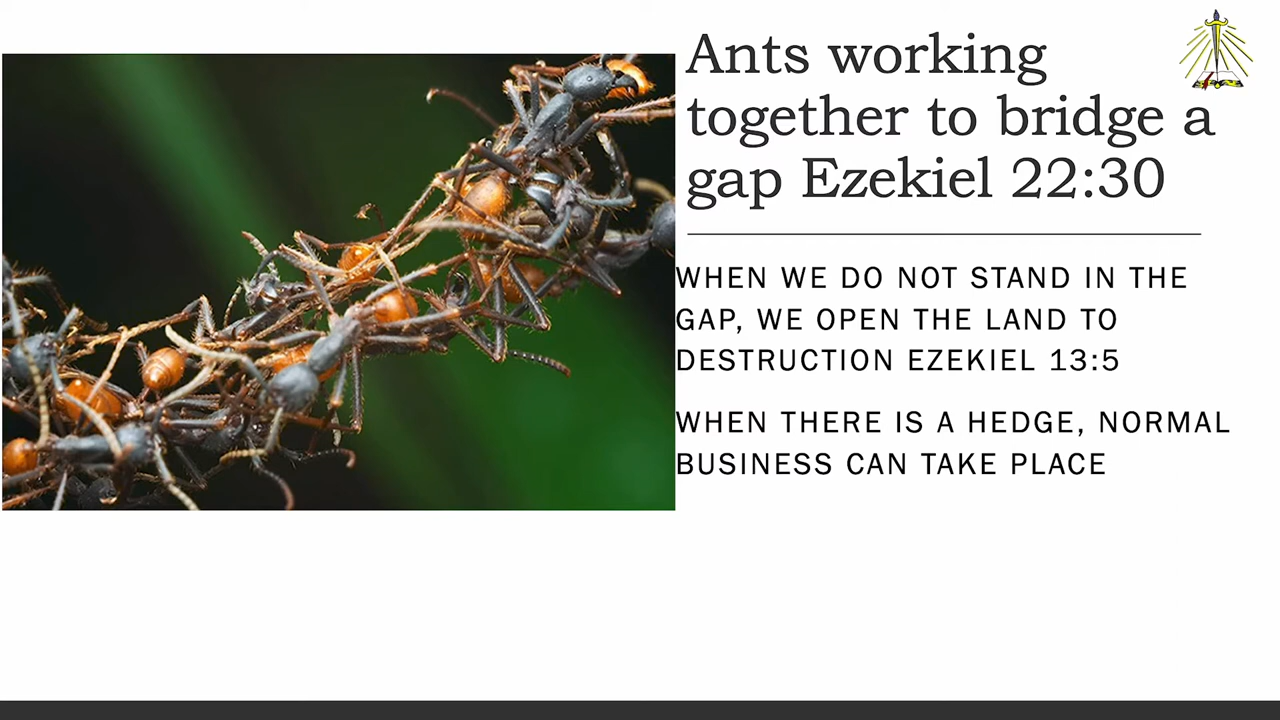 Ants working
together to bridge a
gap Ezekiel 22:30
WHEN WE DO NOT STAND IN THE
GAP, WE OPEN THE LAND TO
DESTRUCTION EZEKIEL 13:5
WHEN THERE IS A HEDGE, NORMAL
BUSINESS CAN TAKE PLACE